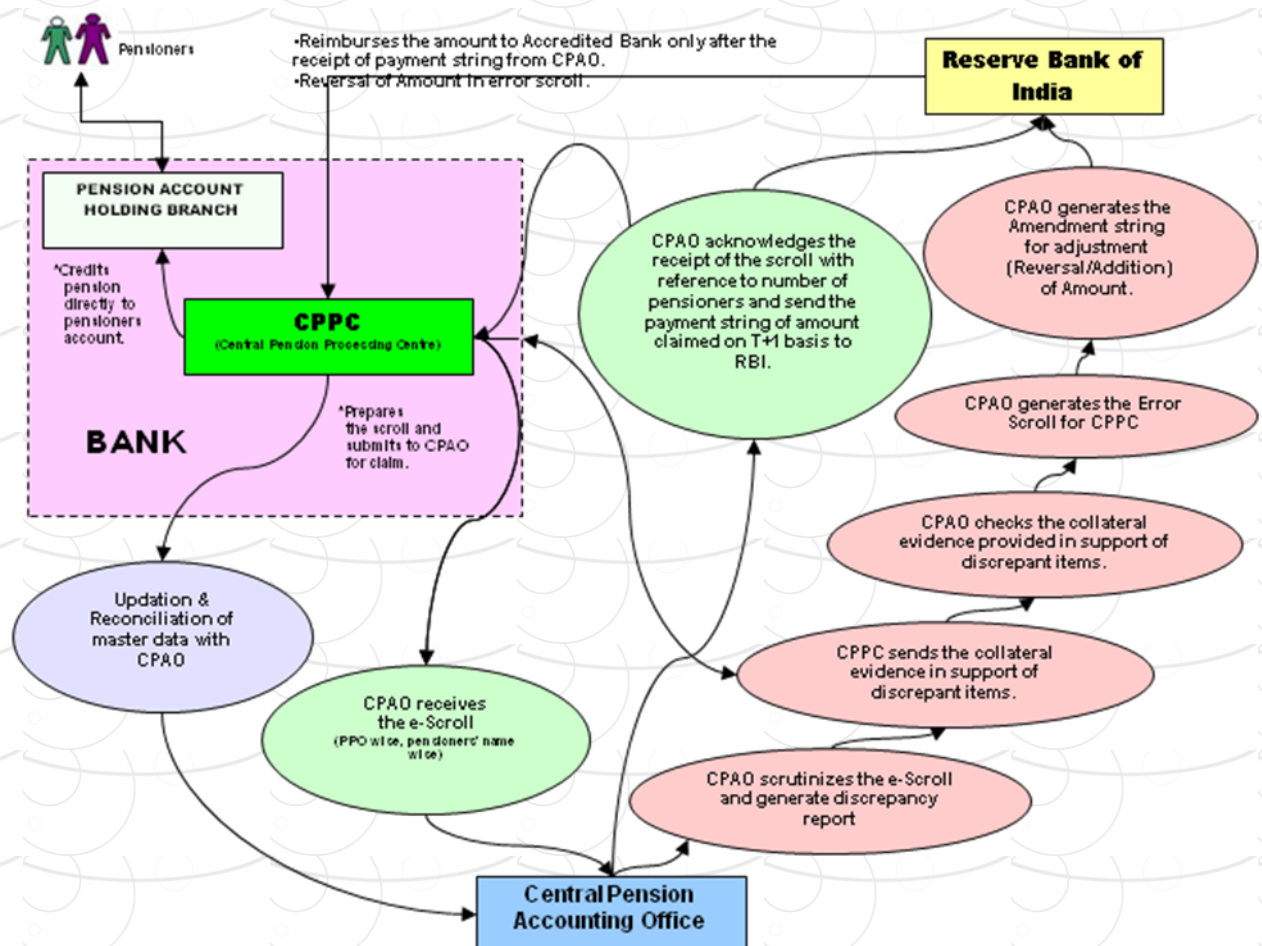 Pensioners
•Reimburses the amount to Accredited Bank only after the
receipt of payment string from CPAO.
•Reversal of Amount in error scroll.
Reserve Bank of
India
PENSION ACCOUNT
HOLDING BRANCH
*Credits
pension
directly to
pensioners
account.
CPPC
(Central Pension Processing Centre)
*Prepares
the scroll and
submits to CPAO
for claim.
BANK
CPAO acknowledges the
receipt of the scroll with
reference to number of
pensioners and send the
payment string of amount
claimed on T+1 basis to
RBI.
CPAO generates the
Amendment string
for adjustment
(Reversal/Addition)
of Amount.
CPAO generates the Error
Scroll for CPPC
CPAO checks the collateral
evidence provided in support of
discrepant items.
CPPC sends the collateral
evidence in support of
discrepant items.
CPAO scrutinizes the e-Scroll
and generate discrepancy
report
Updation &
Reconciliation of
master data with
CPAO
CPAO receives
the e-Scroll
(PPO wise, pensioners' name
wise)
Central Pension
Accounting Office